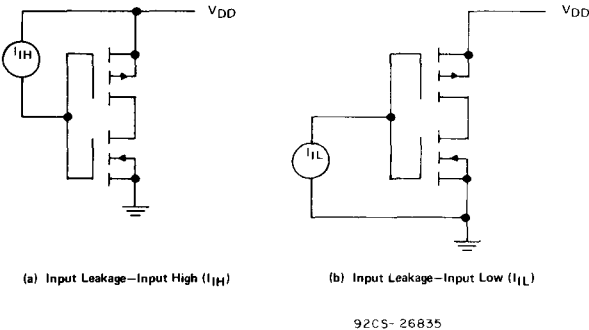 VDD
VDD
IIH
IIL
(a) Input Leakage—Input High (IIH)
(b) Input Leakage—Input Low (IIL)
92CS-26835